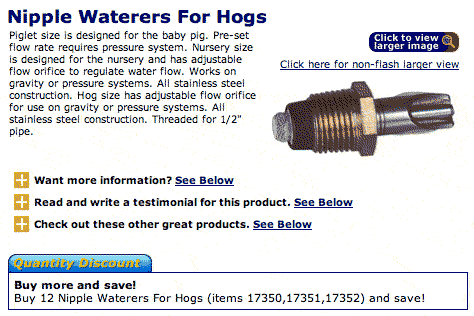 Nipple Waterers For Hogs
Piglet size is designed for the baby pig. Pre-set
flow rate requires pressure system. Nursery size
is designed for the nursery and has adjustable
flow orifice to regulate water flow. Works on
gravity or pressure systems. All stainless steel
construction. Hog size has adjustable flow orifice
for use on gravity or pressure systems. All
stainless steel construction. Threaded for 1/2"
pipe.
Click to view
larger image
Click here for non-flash larger view
Want more information? See Below
Read and write a testimonial for this product. See Below
Check out these other great products. See Below
Quantity Discount
Buy more and save!
Buy 12 Nipple Waterers For Hogs (items 17350,17351,17352) and save!